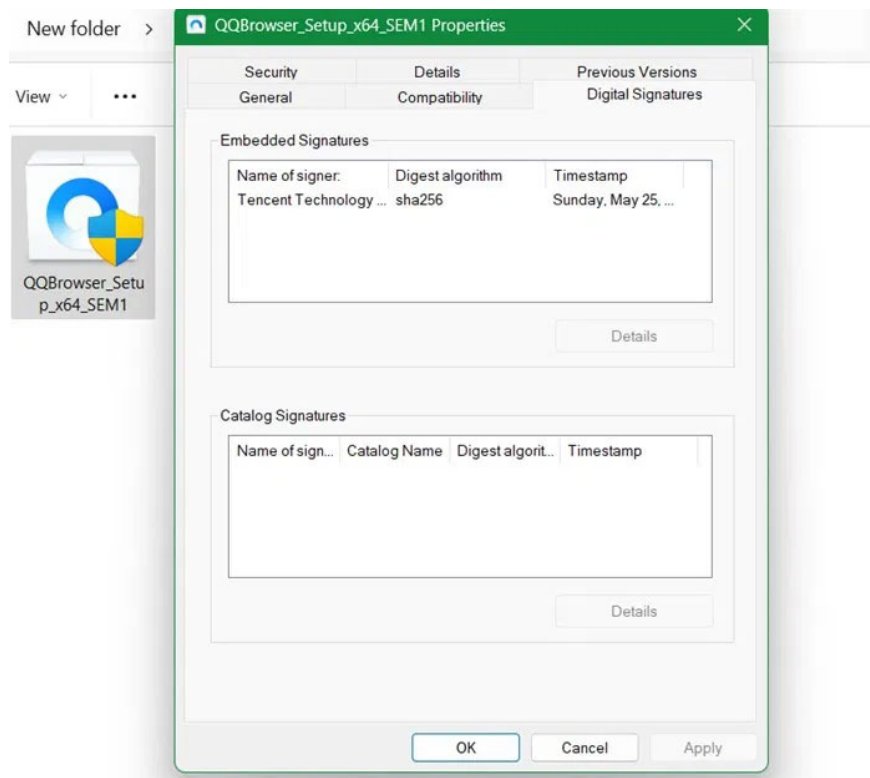 New folder >
QQBrowser_Setup_x64_SEM1 Properties
View
...
Security Details Previous Versions
General Compatibility Digital Signatures
Embedded Signatures
Name of signer: Digest algorithm Timestamp
Tencent Technology ... sha256 Sunday, May 25, ...
Details
QQBrowser_Setu
p_x64_SEM1
Catalog Signatures
Name of sign... Catalog Name Digest algorit... Timestamp
Details
OK Cancel Apply